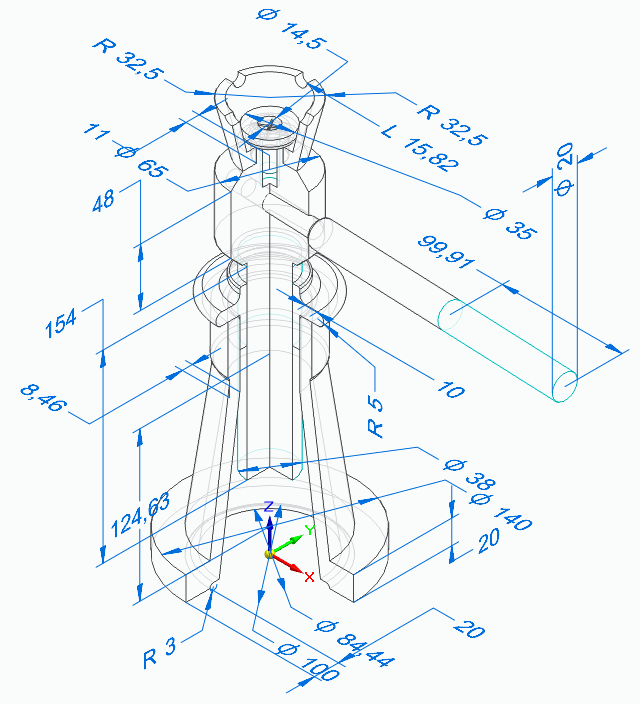 Ø 14,5
R 32,5
R 32,5
L 15,82
11
Ø 65
Ø 20
48
Ø 35
99,91
154
8,46
10
R 5
Ø 38
Ø 140
124,63
20
Z
Y
X
R 3
Ø 84,44
20
Ø 100